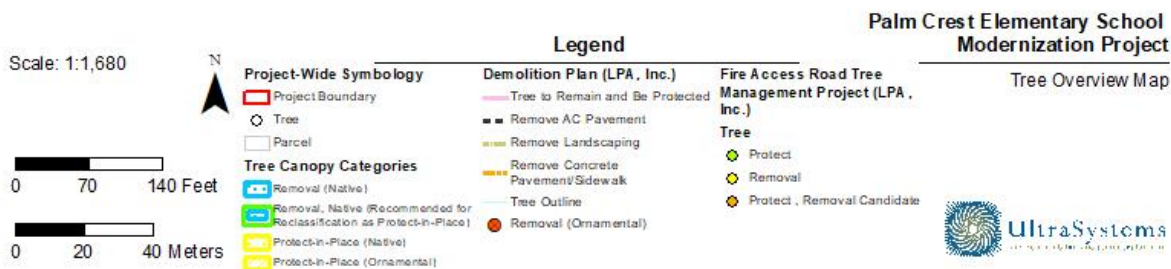 Palm Crest Elementary School
Modernization Project
Tree Overview Map
Scale: 1:1,680
N
0 70 140 Feet
0 20 40 Meters
Legend
Project-Wide Symbology
Project Boundary
Tree
Parcel
Tree Canopy Categories
Removal (Native)
Removal, Native (Recommended for
Reclassification as Protect-in-Place)
Protect-in-Place (Native)
Protect-in-Place (Ornamental)
Demolition Plan (LPA, Inc.)
Tree to Remain and Be Protected
Remove AC Pavement
Remove Landscaping
Remove Concrete
Pavement/Sidewalk
Tree Outline
Removal (Ornamental)
Fire Access Road Tree
Management Project (LPA,
Inc.)
Tree
Protect
Removal
Protect , Removal Candidate
UltraSystems